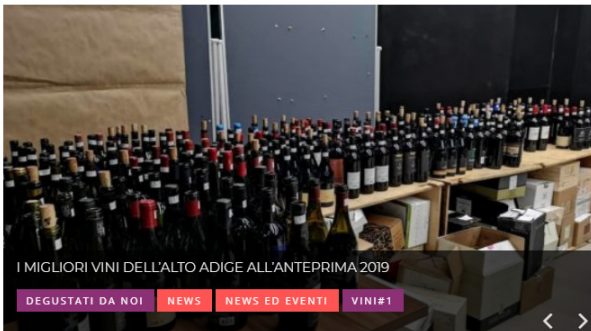 I MIGLIORI VINI DELL'ALTO ADIGE ALL'ANTEPRIMA 2019
DEGUSTATI DA NOI NEWS NEWS ED EVENTI VINI#1